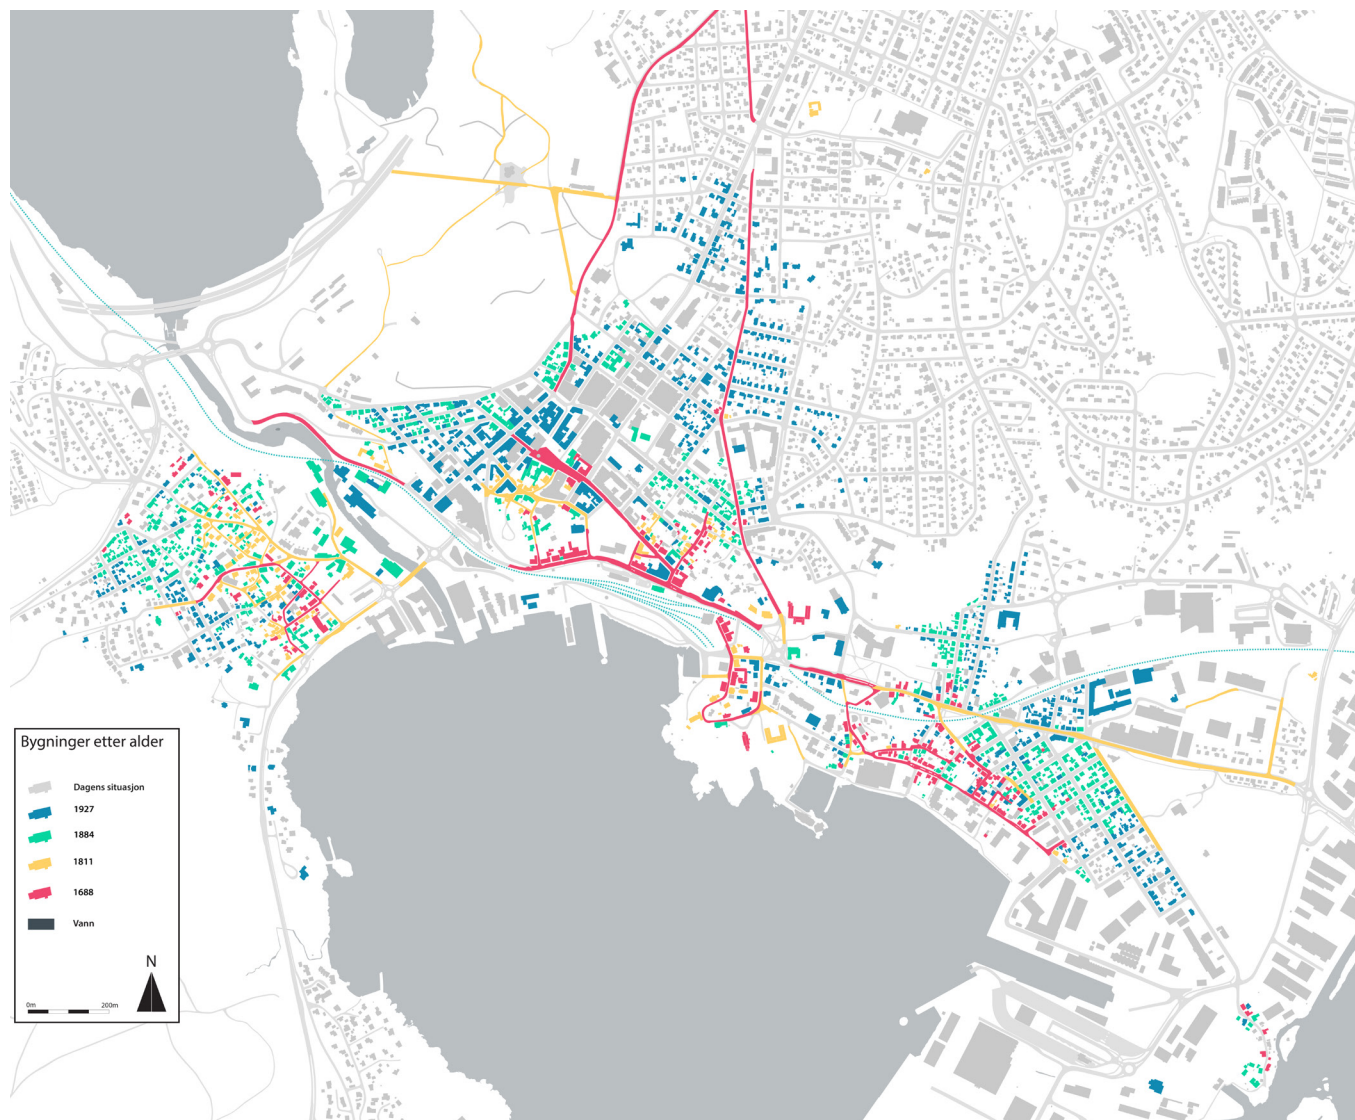 Bygninger etter alder
Dagens situasjon
1927
1884
1811
1688
Vann
N
0m 200m